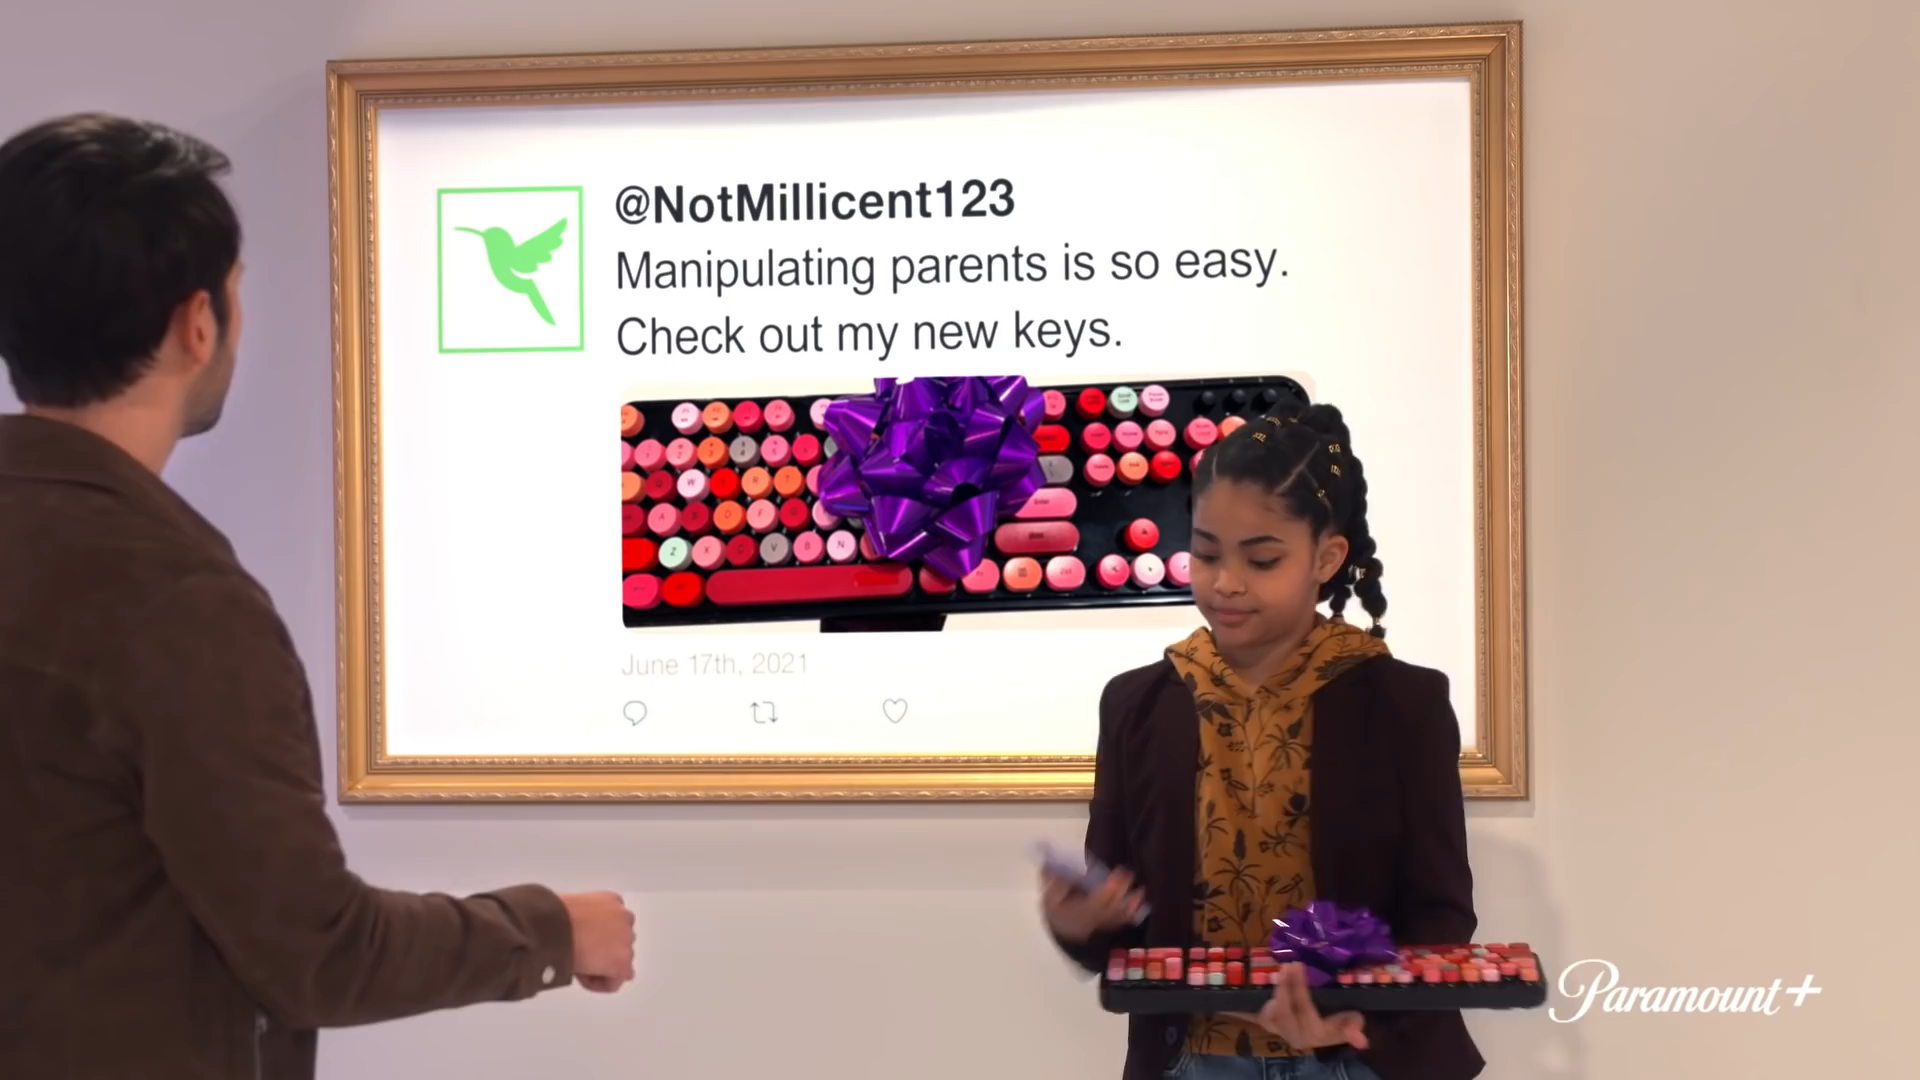 @NotMillicent123
Manipulating parents is so easy.
Check out my new keys.
June 17th, 2021
Paramount+